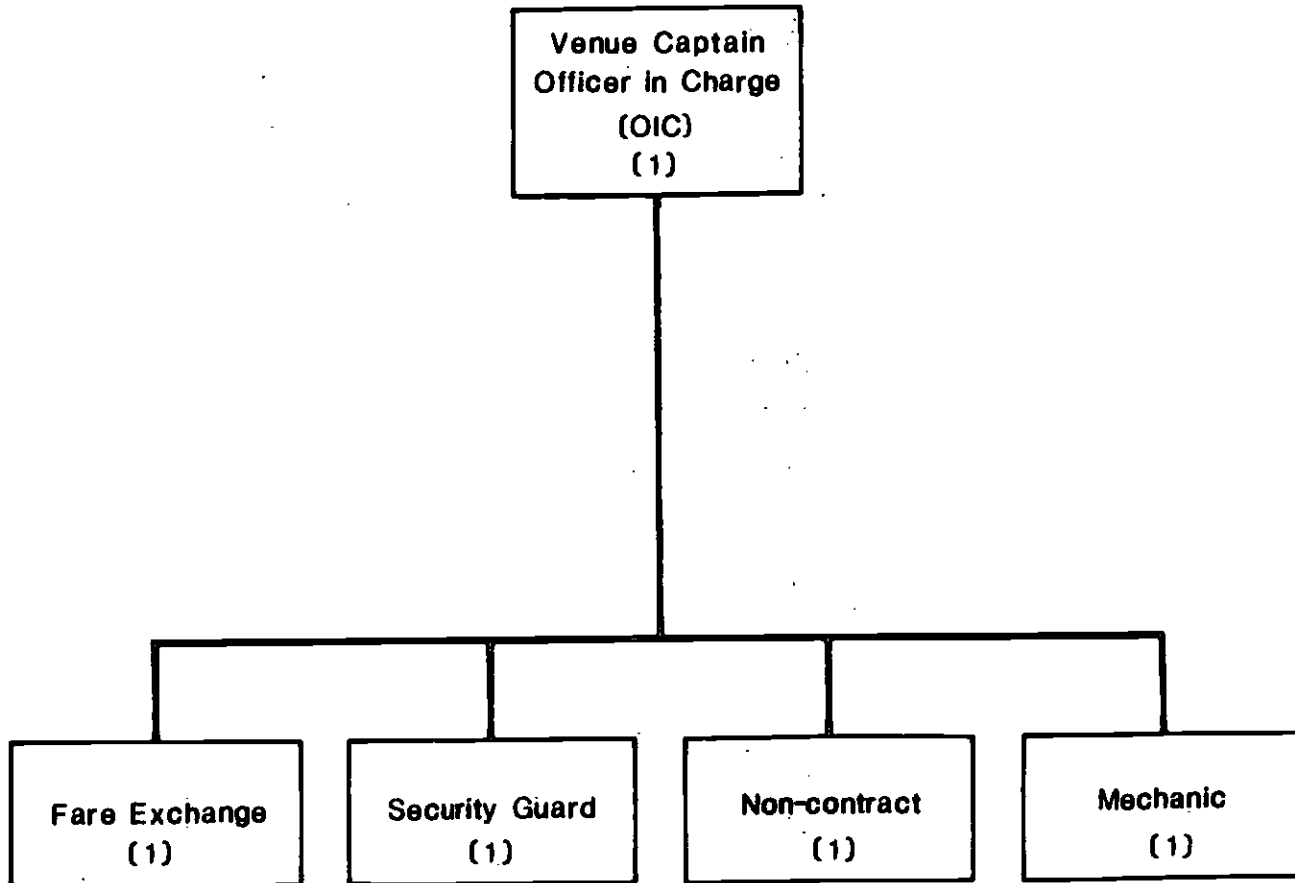 Venue Captain
Officer in Charge
(OIC)
(1)
Fare Exchange
(1)
Security Guard
(1)
Non-contract
(1)
Mechanic
(1)